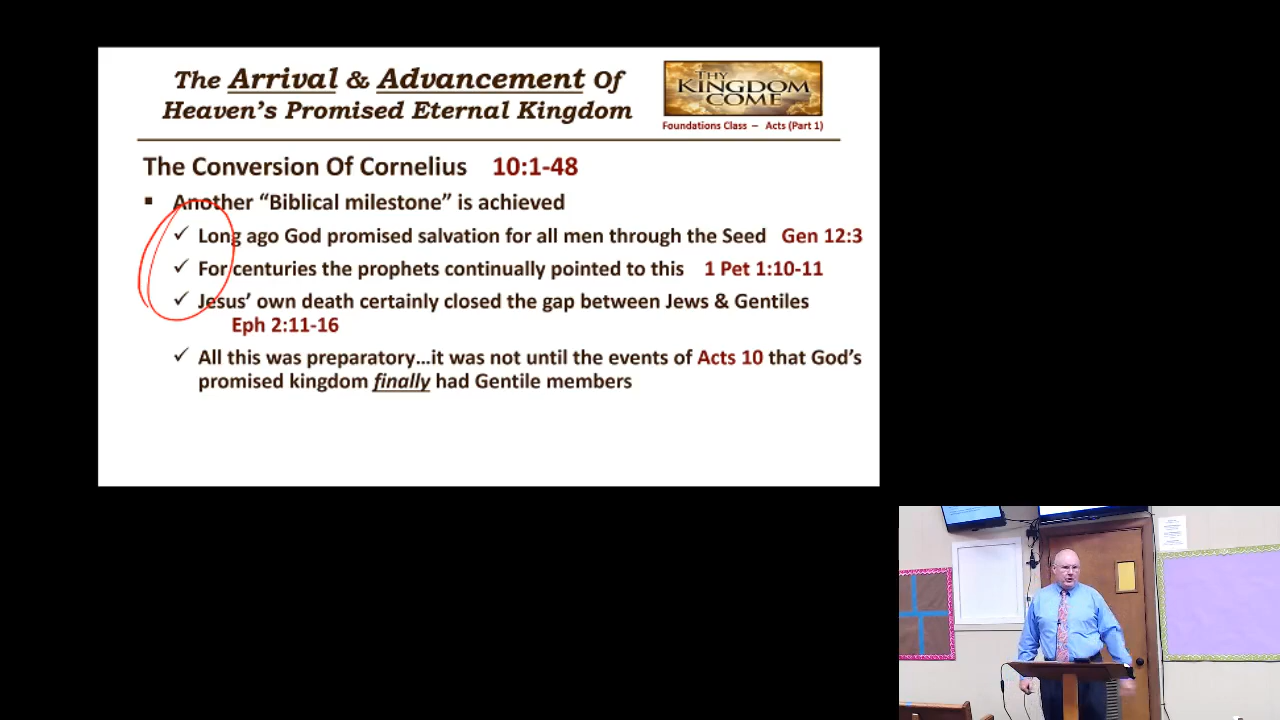 The Arrival & Advancement Of
Heaven's Promised Eternal Kingdom
THY
KINGDOM
COME
Foundations Class – Acts (Part 1)
The Conversion Of Cornelius 10:1-48
▪ Another “Biblical milestone” is achieved
✓ Long ago God promised salvation for all men through the Seed Gen 12:3
✓ For centuries the prophets continually pointed to this 1 Pet 1:10-11
✓ Jesus’ own death certainly closed the gap between Jews & Gentiles
Eph 2:11-16
✓ All this was preparatory…it was not until the events of Acts 10 that God’s
promised kingdom finally had Gentile members